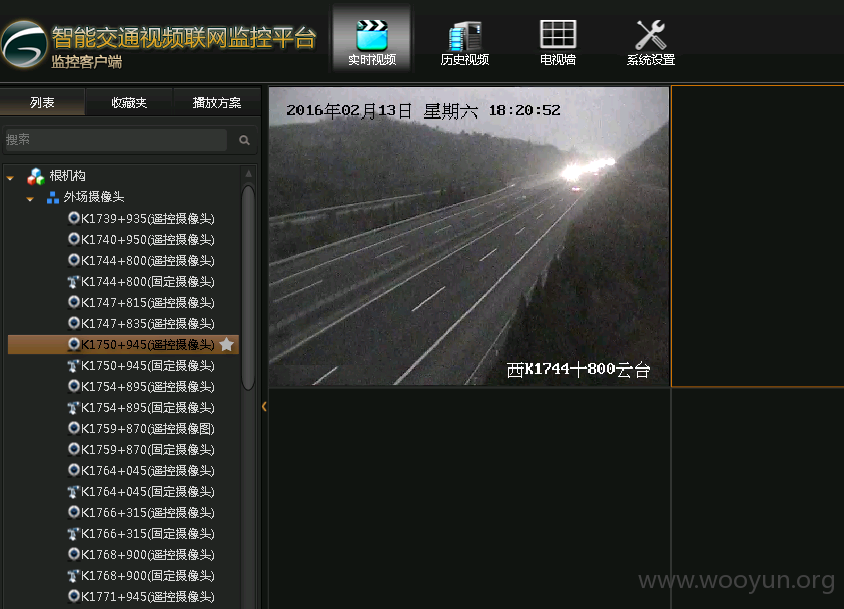 智能交通视频联网监控平台
监控客户端
实时视频
历史视频
电视墙
系统设置
列表
收藏夹
播放方案
搜索
根机构
外场摄像头
K1739+935(遥控摄像头)
K1740+950(遥控摄像头)
K1744+800(遥控摄像头)
K1744+800(固定摄像头)
K1747+815(遥控摄像头)
K1747+835(遥控摄像头)
K1750+945(遥控摄像头)
K1750+945(固定摄像头)
K1754+895(遥控摄像头)
K1754+895(固定摄像头)
K1759+870(遥控摄像图)
K1759+870(固定摄像头)
K1764+045(遥控摄像头)
K1764+045(固定摄像头)
K1766+315(遥控摄像头)
K1766+315(固定摄像头)
K1768+900(遥控摄像头)
K1768+900(固定摄像头)
K1771+945(遥控摄像头)
2016年02月13日 星期六 18:20:52
西K1744十800云台
www.wooyun.org